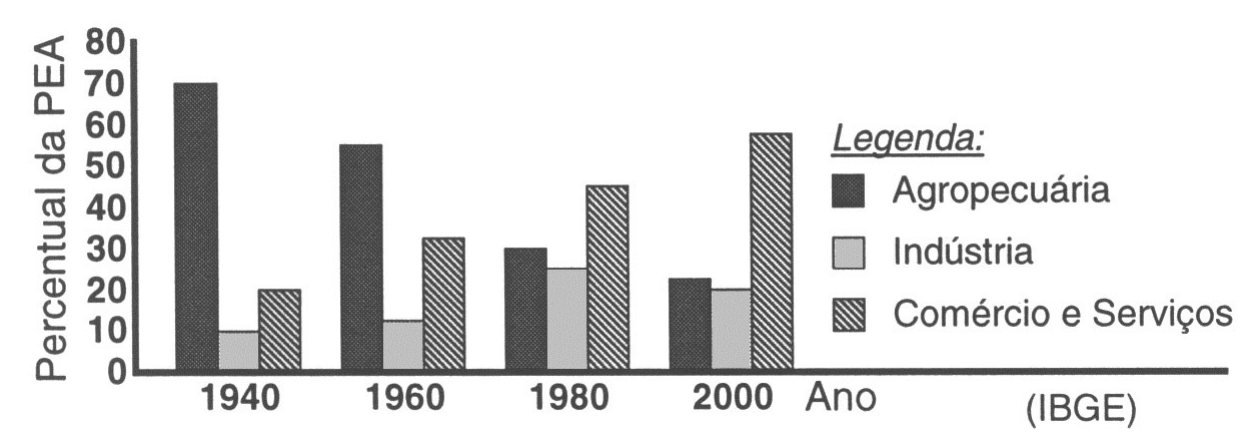 Percentual da PEA
80
70
60
50
40
30
20
10
0
1940 1960 1980 2000 Ano
Legenda:
Agropecuária
Indústria
Comércio e Serviços
(IBGE)